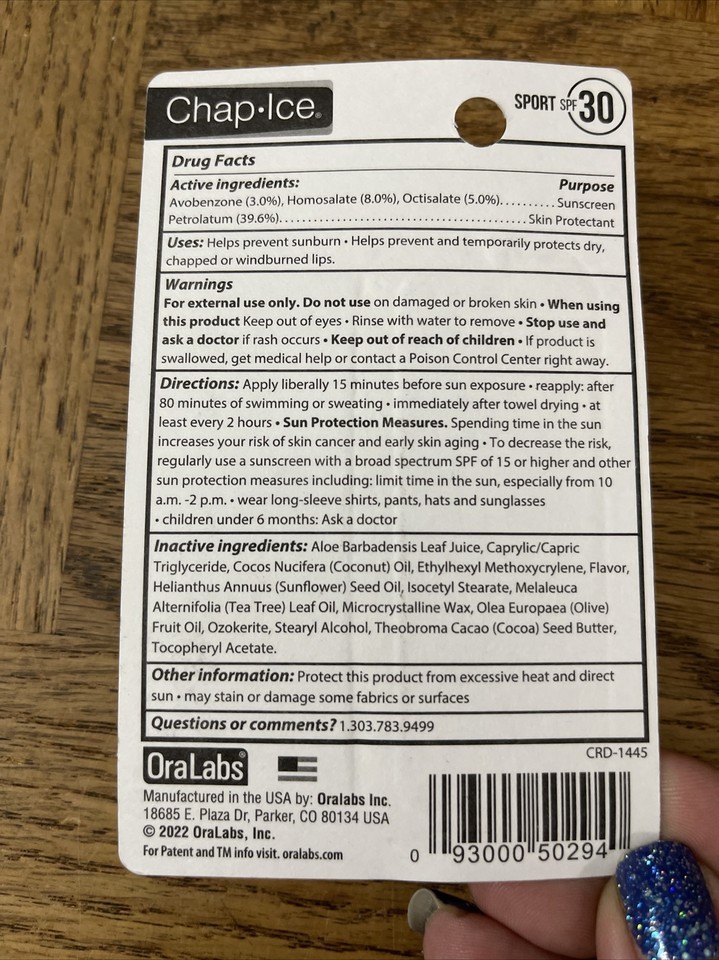 Chap•Ice®
SPORT SPF 30
Drug Facts
Active ingredients: Purpose
Avobenzone (3.0%), Homosalate (8.0%), Octisalate (5.0%)..........Sunscreen
Petrolatum (39.6%)..............................................Skin Protectant
Uses: Helps prevent sunburn • Helps prevent and temporarily protects dry,
chapped or windburned lips.
Warnings
For external use only. Do not use on damaged or broken skin • When using
this product Keep out of eyes • Rinse with water to remove • Stop use and
ask a doctor if rash occurs • Keep out of reach of children • If product is
swallowed, get medical help or contact a Poison Control Center right away.
Directions: Apply liberally 15 minutes before sun exposure • reapply: after
80 minutes of swimming or sweating • immediately after towel drying • at
least every 2 hours • Sun Protection Measures. Spending time in the sun
increases your risk of skin cancer and early skin aging • To decrease the risk,
regularly use a sunscreen with a broad spectrum SPF of 15 or higher and other
sun protection measures including: limit time in the sun, especially from 10
a.m. -2 p.m. • wear long-sleeve shirts, pants, hats and sunglasses
• children under 6 months: Ask a doctor
Inactive ingredients: Aloe Barbadensis Leaf Juice, Caprylic/Capric
Triglyceride, Cocos Nucifera (Coconut) Oil, Ethylhexyl Methoxycrylene, Flavor,
Helianthus Annuus (Sunflower) Seed Oil, Isocetyl Stearate, Melaleuca
Alternifolia (Tea Tree) Leaf Oil, Microcrystalline Wax, Olea Europaea (Olive)
Fruit Oil, Ozokerite, Stearyl Alcohol, Theobroma Cacao (Cocoa) Seed Butter,
Tocopheryl Acetate.
Other information: Protect this product from excessive heat and direct
sun • may stain or damage some fabrics or surfaces
Questions or comments? 1.303.783.9499
CRD-1445
OraLabs®
Manufactured in the USA by: Oralabs Inc.
18685 E. Plaza Dr, Parker, CO 80134 USA
© 2022 OraLabs, Inc.
For Patent and TM info visit. oralabs.com
0 93000 50294